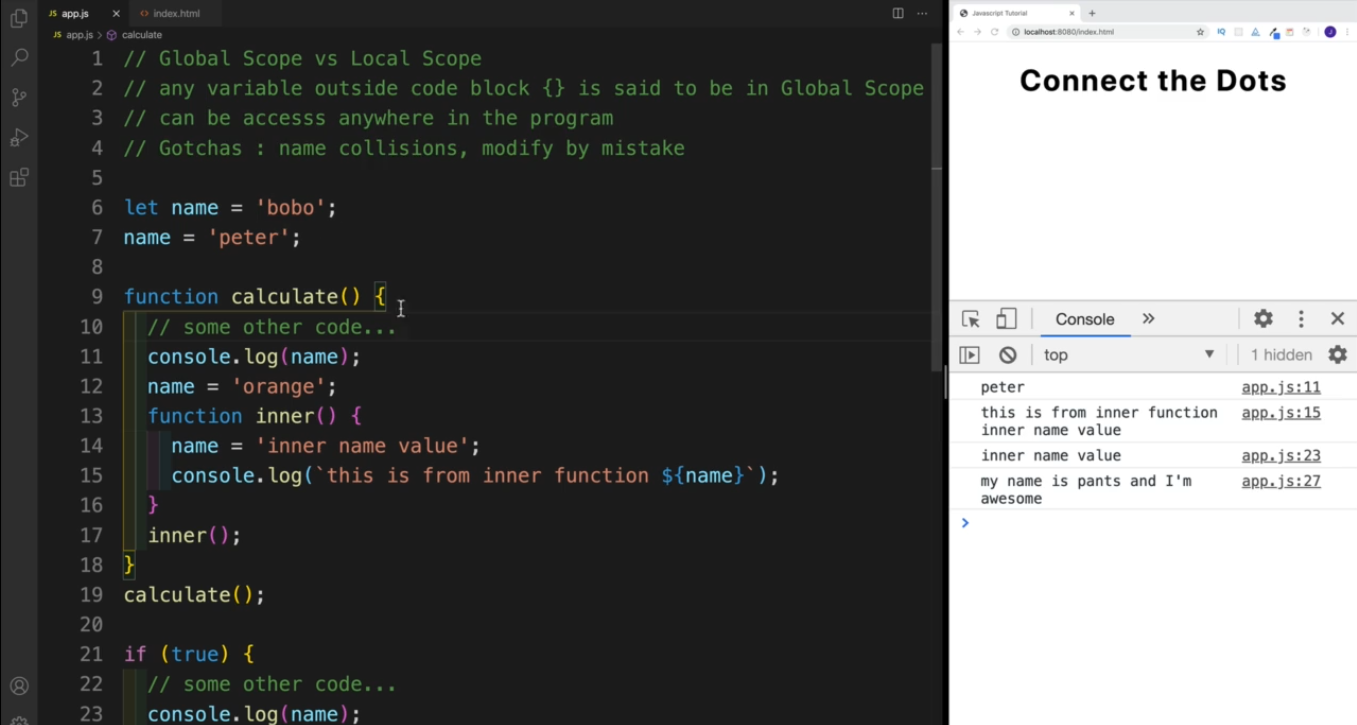 JS app.js ×
<> index.html
...
JS app.js > calculate
1 // Global Scope vs Local Scope
2 // any variable outside code block {} is said to be in Global Scope
3 // can be accesss anywhere in the program
4 // Gotchas : name collisions, modify by mistake
5
6 let name = 'bobo';
7 name = 'peter';
8
9 function calculate() {
10 // some other code...
11 console.log(name);
12 name = 'orange';
13 function inner() {
14 name = 'inner name value';
15 console.log(`this is from inner function ${name}`);
16 }
17 inner();
18 }
19 calculate();
20
21 if (true) {
22 // some other code...
23 console.log(name);
Javascript Tutorial × +
localhost:8080/index.html
Connect the Dots
Console »
top ▼ 1 hidden
peter app.js:11
this is from inner function app.js:15
inner name value
inner name value app.js:23
my name is pants and I'm app.js:27
awesome
>